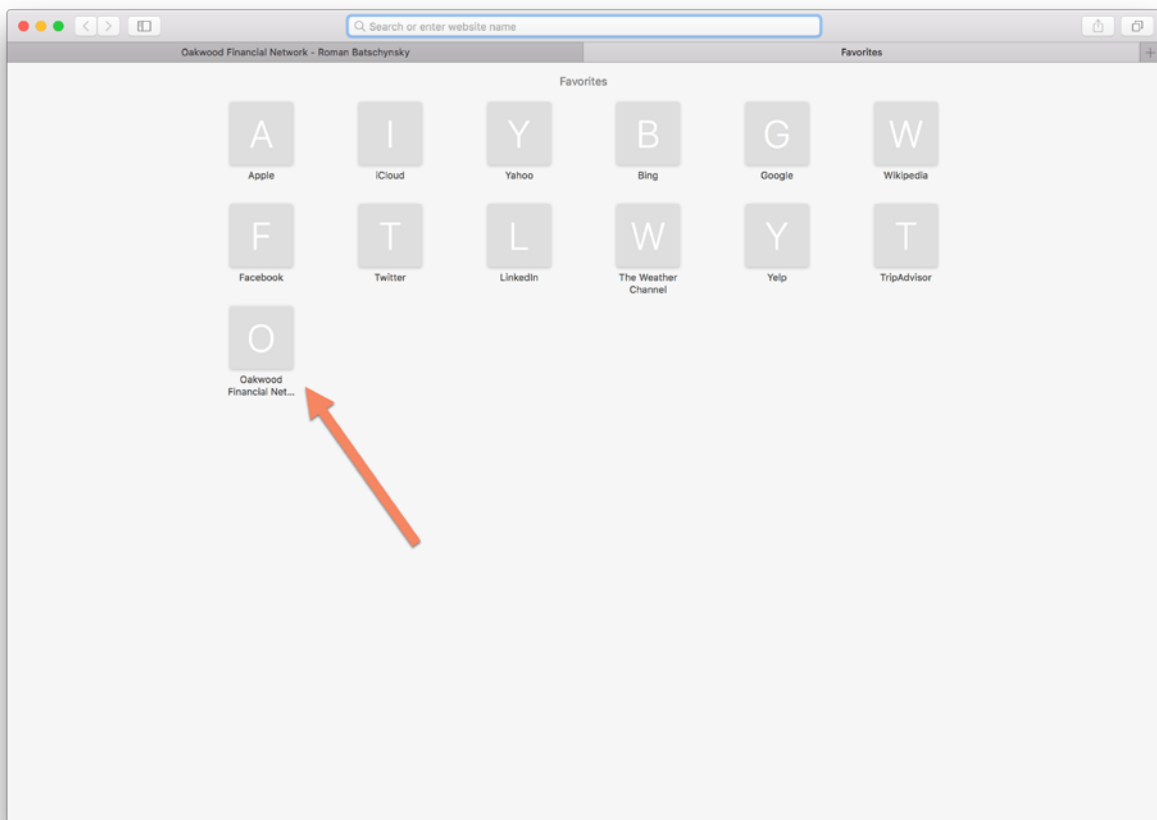 Search or enter website name
Oakwood Financial Network - Roman Batschynsky
Favorites
+
Favorites
A I Y B G W
Apple iCloud Yahoo Bing Google Wikipedia
F T L W Y T
Facebook Twitter LinkedIn The Weather Yelp TripAdvisor
Channel
O
Oakwood
Financial Net...